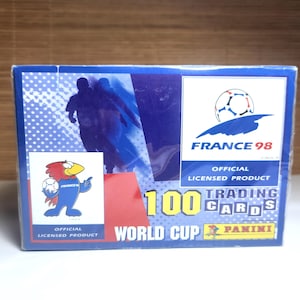 FRANCE 98
OFFICIAL
LICENSED PRODUCT
100 TRADING
CARDS
OFFICIAL
LICENSED PRODUCT
WORLD CUP
PANINI